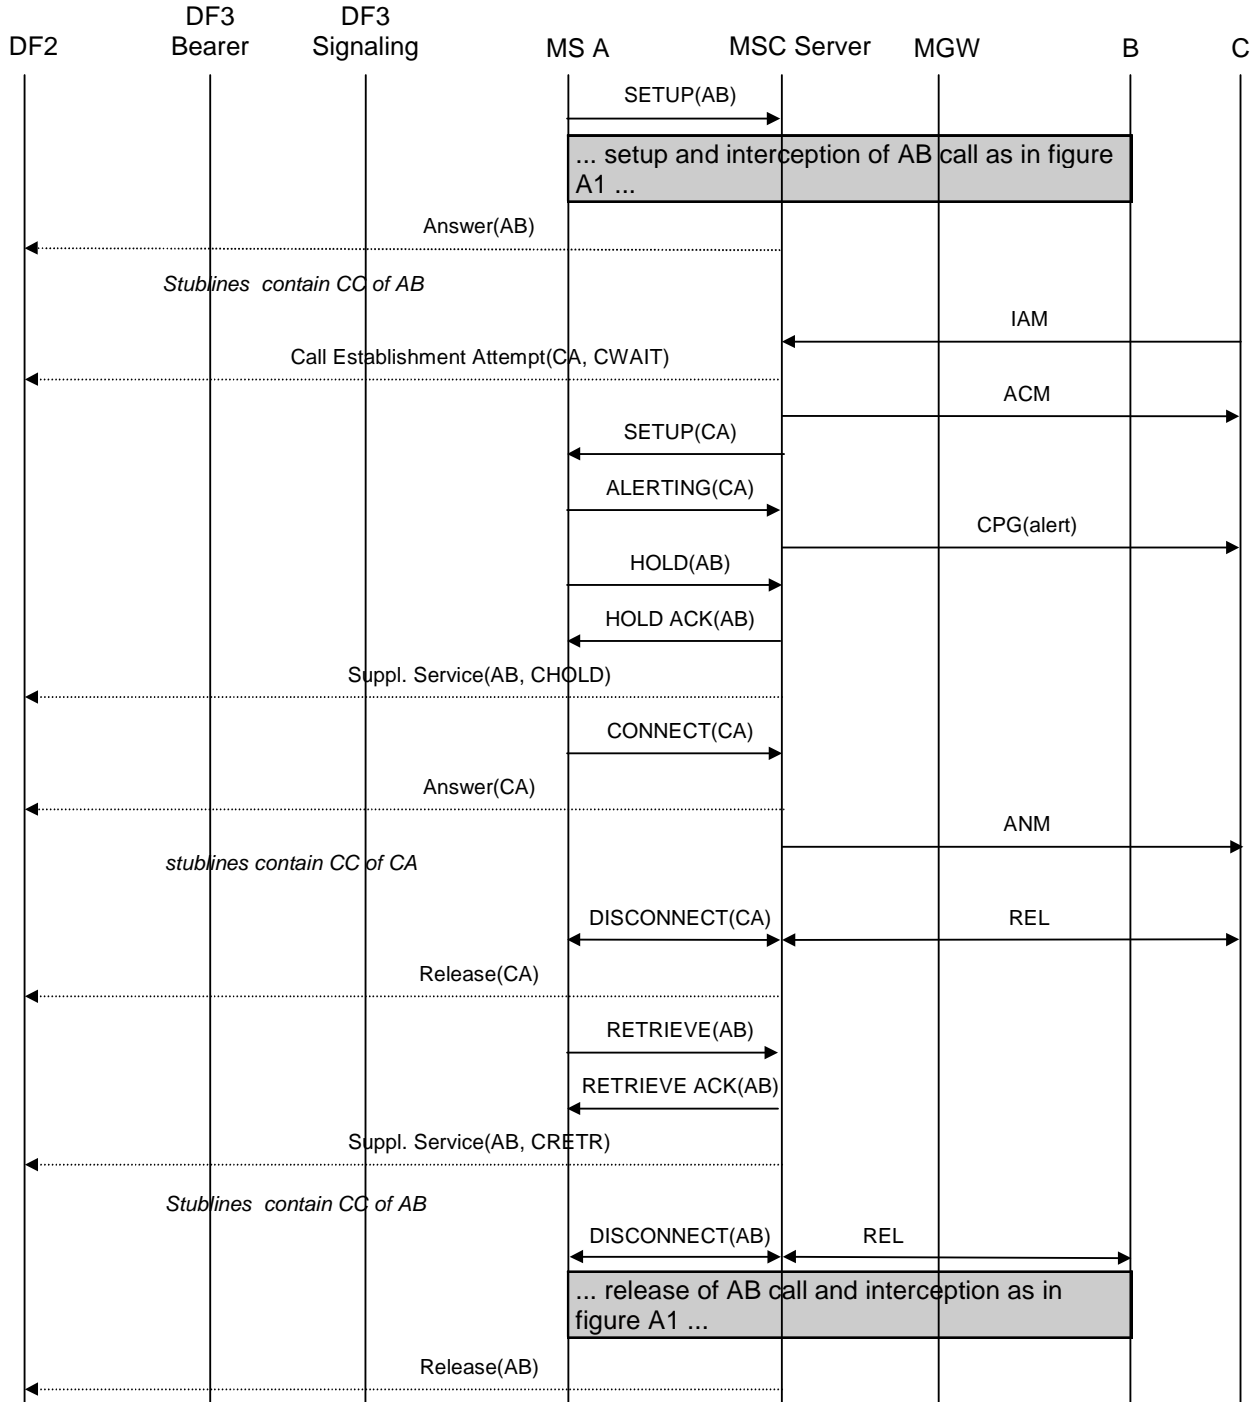 DF2
DF3
Bearer
DF3
Signaling
MS A
MSC Server
MGW
B
C
SETUP(AB)
... setup and interception of AB call as in figure
A1 ...
Answer(AB)
Stublines contain CC of AB
IAM
Call Establishment Attempt(CA, CWAIT)
ACM
SETUP(CA)
ALERTING(CA)
CPG(alert)
HOLD(AB)
HOLD ACK(AB)
Suppl. Service(AB, CHOLD)
CONNECT(CA)
Answer(CA)
ANM
stublines contain CC of CA
DISCONNECT(CA)
REL
Release(CA)
RETRIEVE(AB)
RETRIEVE ACK(AB)
Suppl. Service(AB, CRETR)
Stublines contain CC of AB
DISCONNECT(AB)
REL
... release of AB call and interception as in
figure A1 ...
Release(AB)